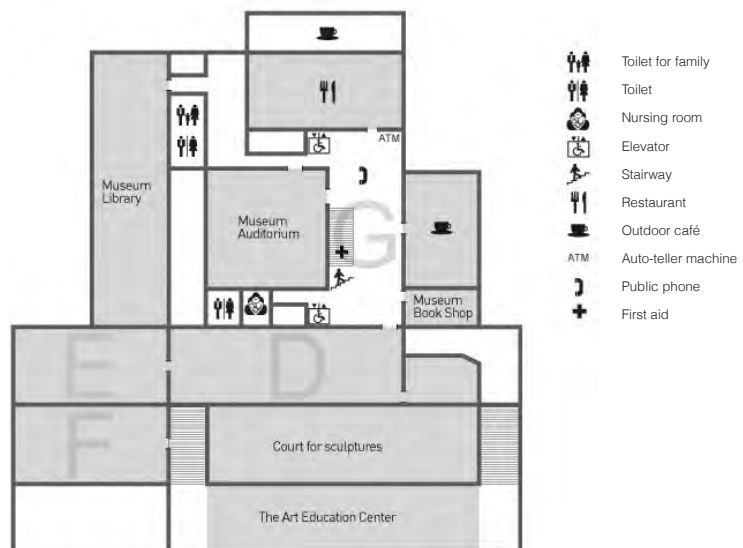 ATM
Museum
Library
Museum
Auditorium
G
Museum
Book Shop
E
D
F
Court for sculptures
The Art Education Center
Toilet for family
Toilet
Nursing room
Elevator
Stairway
Restaurant
Outdoor café
ATM Auto-teller machine
Public phone
First aid